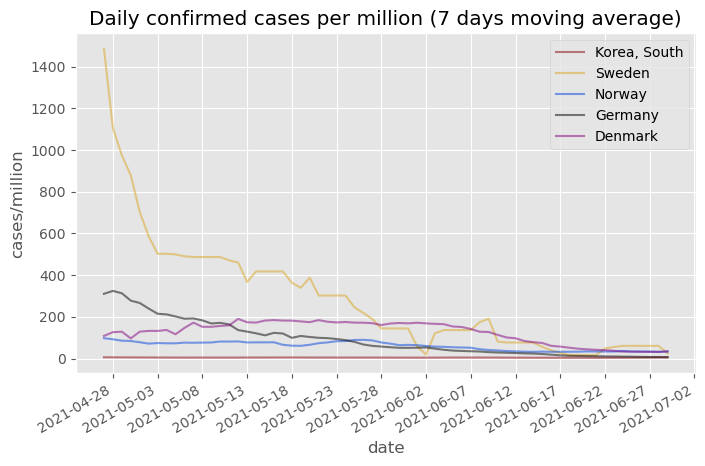 Daily confirmed cases per million (7 days moving average)
Korea, South
Sweden
Norway
Germany
Denmark
cases/million
1400
1200
1000
800
600
400
200
0
2021-04-28
2021-05-03
2021-05-08
2021-05-13
2021-05-18
2021-05-23
2021-05-28
2021-06-02
2021-06-07
2021-06-12
2021-06-17
2021-06-22
2021-06-27
2021-07-02
date